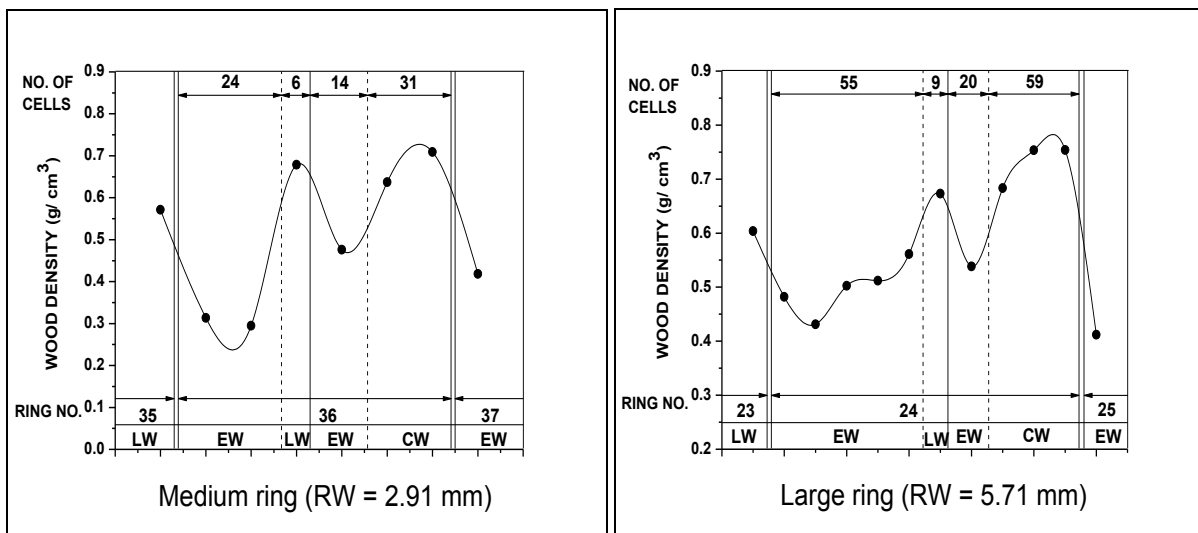 NO. OF
CELLS
24 6 14 31
0.9
0.8
0.7
0.6
0.5
0.4
0.3
0.2
0.1
0.0
WOOD DENSITY (g/ cm³)
RING NO.
35 36 37
LW EW LW EW CW EW
Medium ring (RW = 2.91 mm)
NO. OF
CELLS
55 9 20 59
0.9
0.8
0.7
0.6
0.5
0.4
0.3
0.2
WOOD DENSITY (g/ cm³)
RING NO.
23 24 25
LW EW LW EW CW EW
Large ring (RW = 5.71 mm)